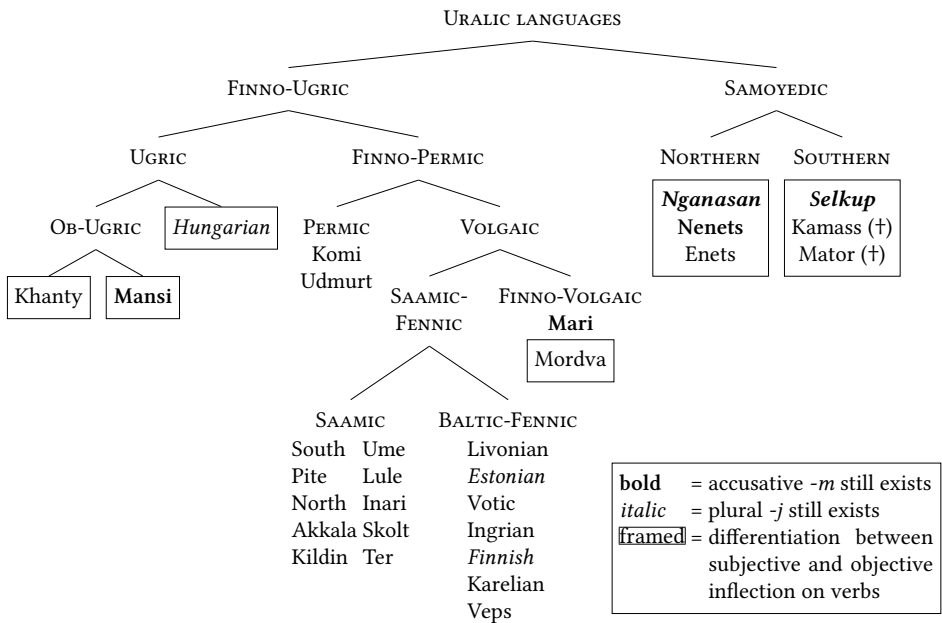 URALIC LANGUAGES
FINNO-UGRIC
SAMOYEDIC
UGRIC
FINNO-PERMIC
NORTHERN
SOUTHERN
OB-UGRIC
Hungarian
PERMIC
Komi
Udmurt
VOLGAIC
Nganasan
Nenets
Enets
Selkup
Kamass (†)
Mator (†)
Khanty
Mansi
SAAMIC-
FENNIC
FINNO-VOLGAIC
Mari
Mordva
SAAMIC
South Ume
Pite Lule
North Inari
Akkala Skolt
Kildin Ter
BALTIC-FENNIC
Livonian
Estonian
Votic
Ingrian
Finnish
Karelian
Veps
bold = accusative -m still exists
italic = plural -j still exists
framed = differentiation between
subjective and objective
inflection on verbs